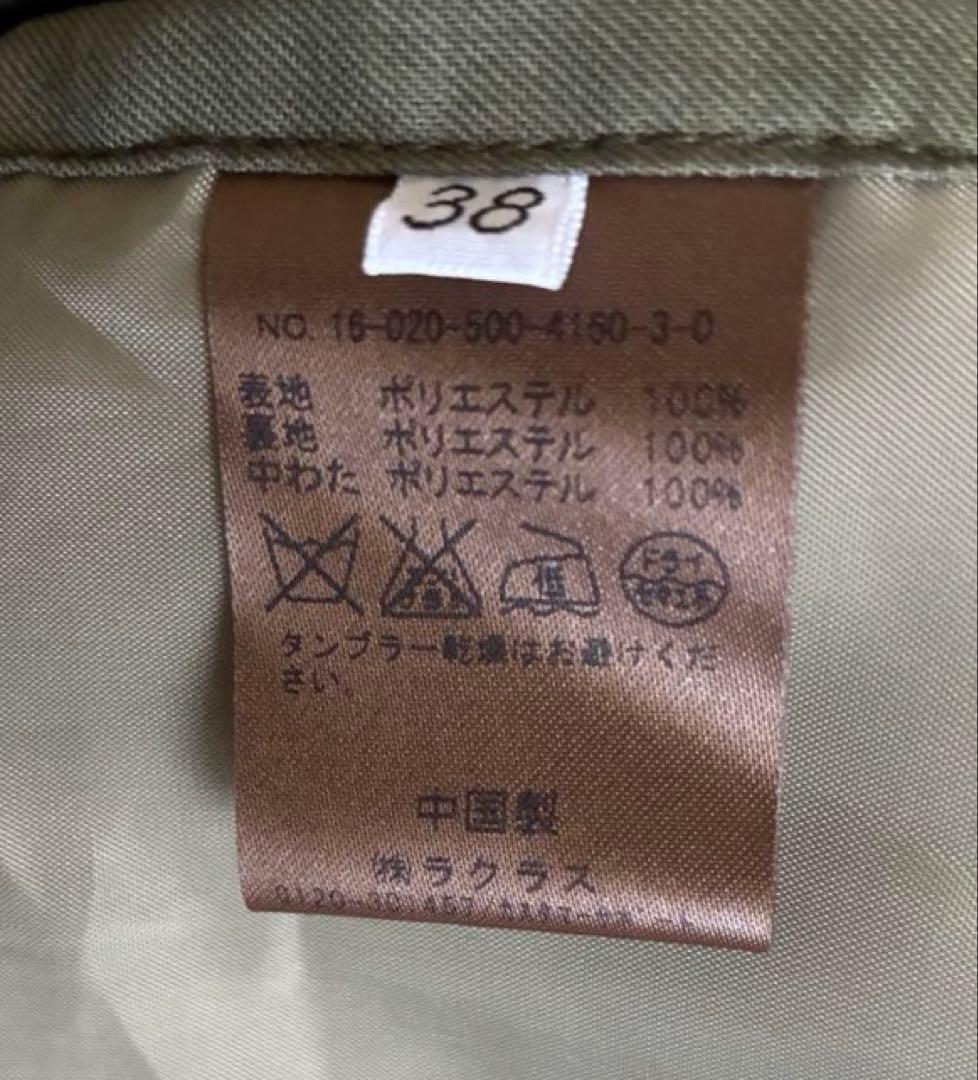 38
NO. 16-020-500-4160-3-0
表地 ポリエステル 100%
裏地 ポリエステル 100%
中わた ポリエステル 100%
低 ドライ
タンブラー乾燥はお避けくだ
さい。
中国製
㈱ラクラス